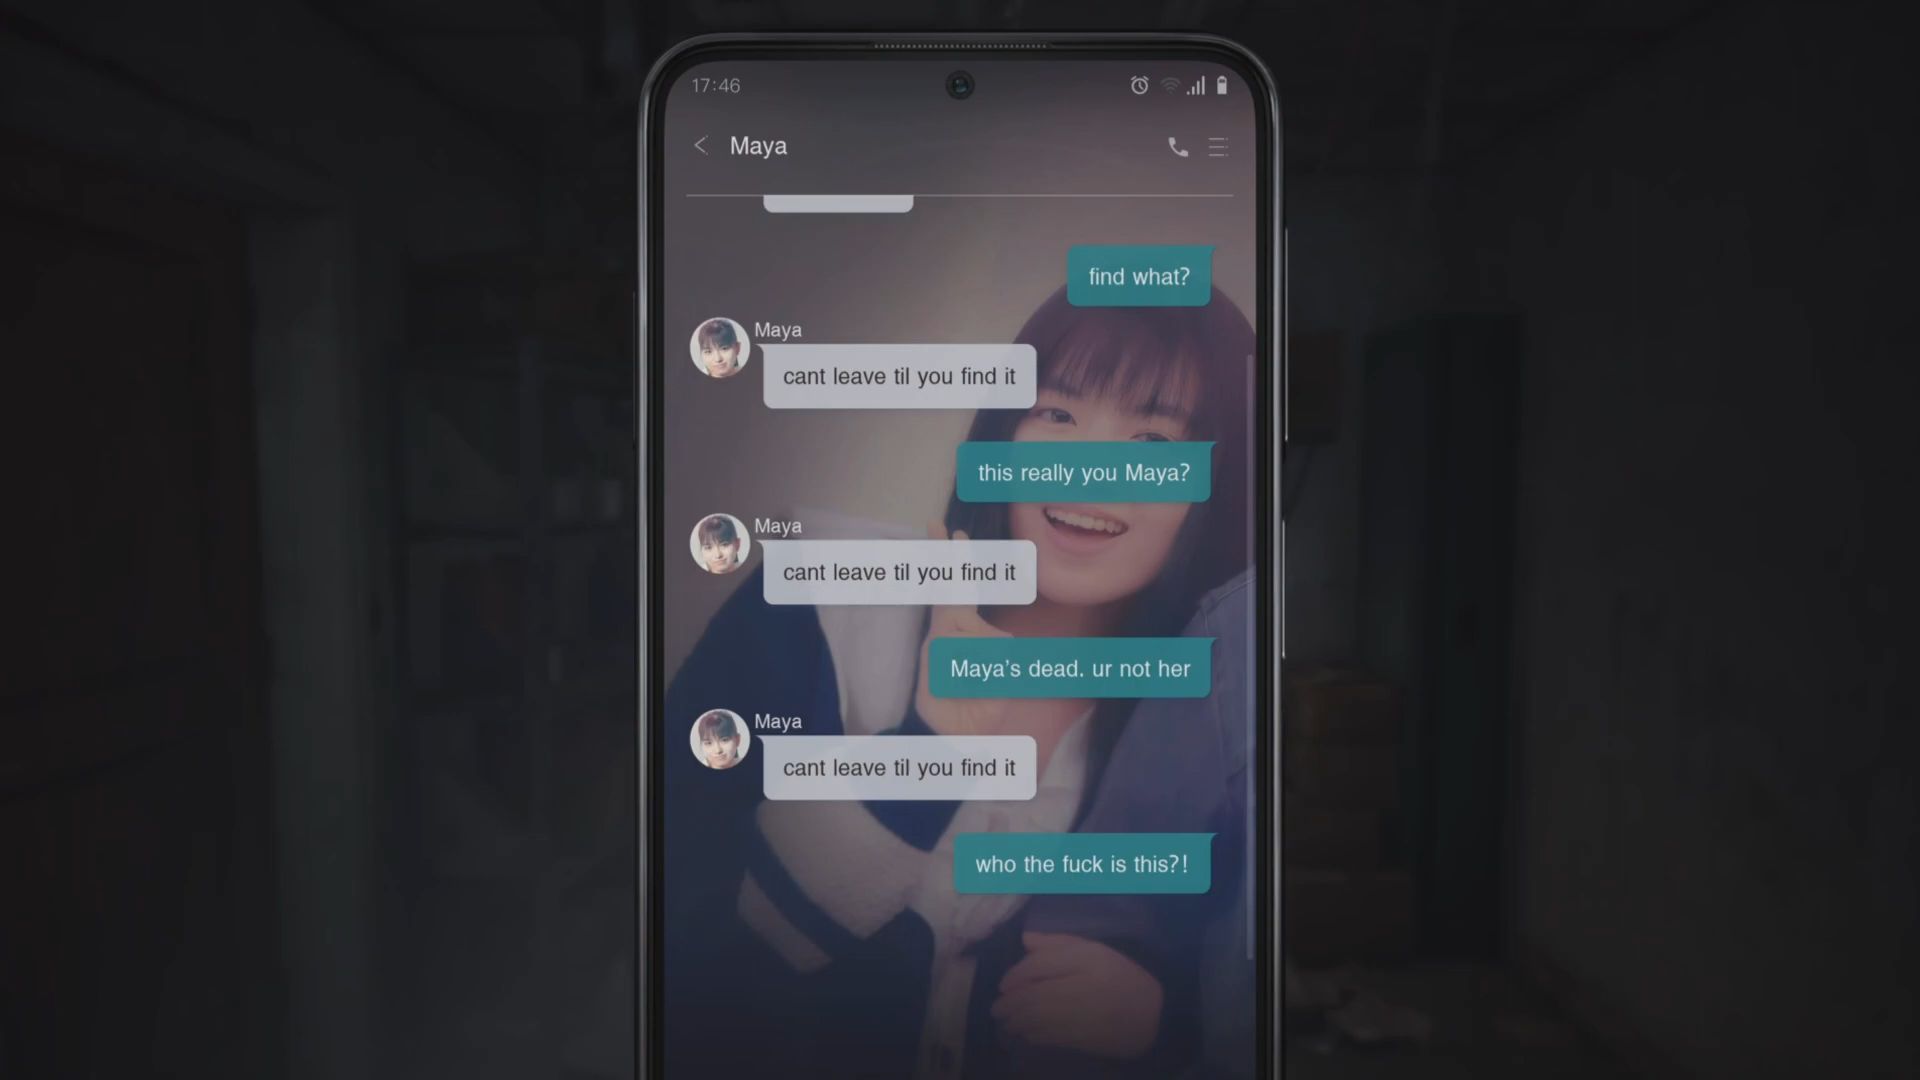 17:46
Maya
find what?
Maya
cant leave til you find it
this really you Maya?
Maya
cant leave til you find it
Maya’s dead. ur not her
Maya
cant leave til you find it
who the fuck is this?!